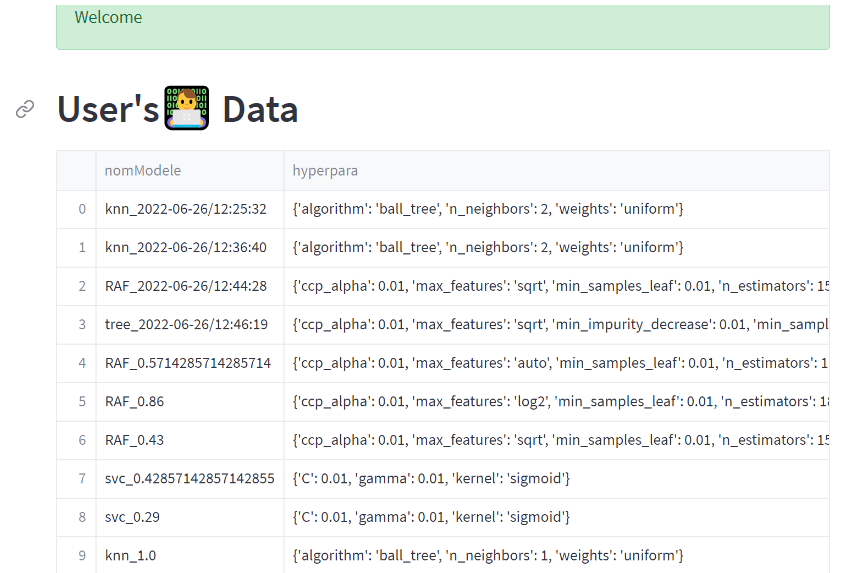 Welcome
User's Data
nomModele hyperpara
0 knn_2022-06-26/12:25:32 {'algorithm': 'ball_tree', 'n_neighbors': 2, 'weights': 'uniform'}
1 knn_2022-06-26/12:36:40 {'algorithm': 'ball_tree', 'n_neighbors': 2, 'weights': 'uniform'}
2 RAF_2022-06-26/12:44:28 {'ccp_alpha': 0.01, 'max_features': 'sqrt', 'min_samples_leaf': 0.01, 'n_estimators': 15
3 tree_2022-06-26/12:46:19 {'ccp_alpha': 0.01, 'max_features': 'sqrt', 'min_impurity_decrease': 0.01, 'min_sampl
4 RAF_0.5714285714285714 {'ccp_alpha': 0.01, 'max_features': 'auto', 'min_samples_leaf': 0.01, 'n_estimators': 1
5 RAF_0.86 {'ccp_alpha': 0.01, 'max_features': 'log2', 'min_samples_leaf': 0.01, 'n_estimators': 18
6 RAF_0.43 {'ccp_alpha': 0.01, 'max_features': 'sqrt', 'min_samples_leaf': 0.01, 'n_estimators': 15
7 svc_0.42857142857142855 {'C': 0.01, 'gamma': 0.01, 'kernel': 'sigmoid'}
8 svc_0.29 {'C': 0.01, 'gamma': 0.01, 'kernel': 'sigmoid'}
9 knn_1.0 {'algorithm': 'ball_tree', 'n_neighbors': 1, 'weights': 'uniform'}